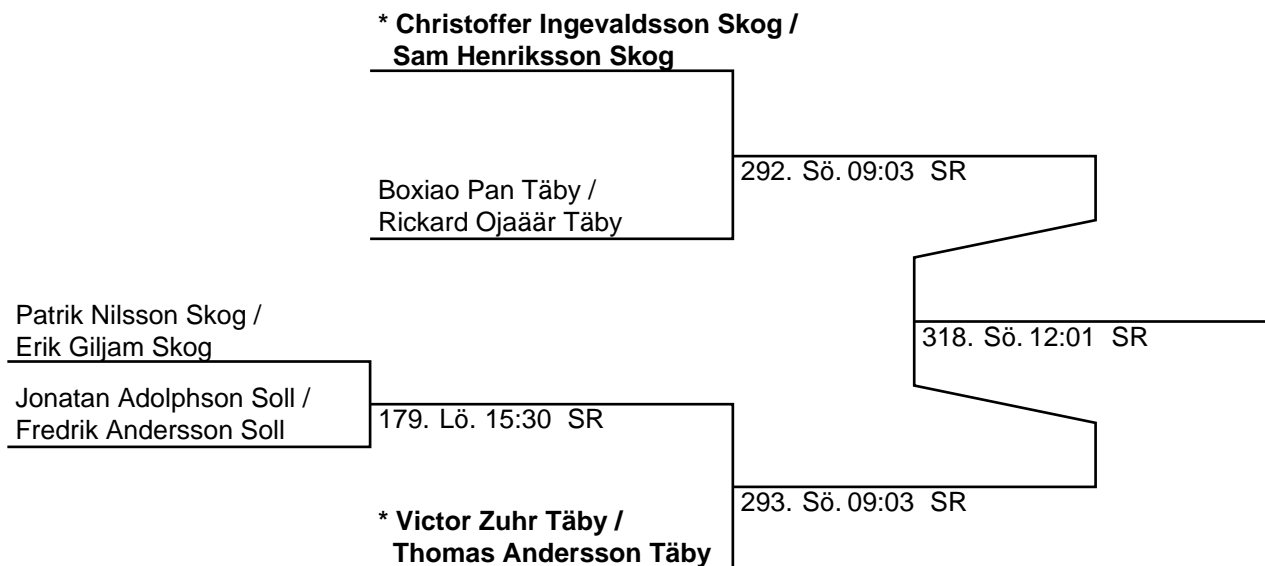 * Christoffer Ingevaldsson Skog /
Sam Henriksson Skog
292. Sö. 09:03 SR
Boxiao Pan Täby /
Rickard Ojaäär Täby
Patrik Nilsson Skog /
Erik Giljam Skog
318. Sö. 12:01 SR
Jonatan Adolphson Soll /
Fredrik Andersson Soll
179. Lö. 15:30 SR
293. Sö. 09:03 SR
* Victor Zuhr Täby /
Thomas Andersson Täby